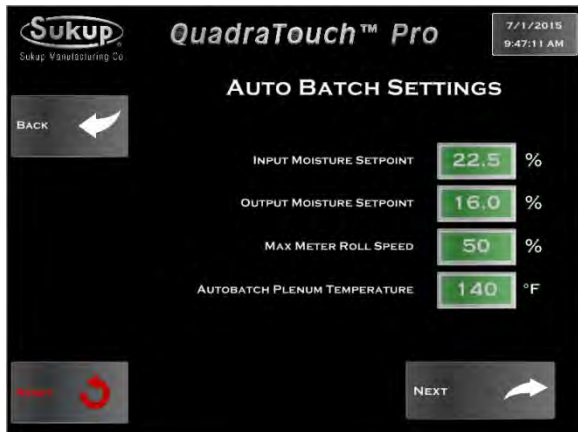 Sukup
Sukup Manufacturing Co.
QuadraTouch™ Pro
7/1/2015
9:47:11 AM
AUTO BATCH SETTINGS
BACK
INPUT MOISTURE SETPOINT 22.5 %
OUTPUT MOISTURE SETPOINT 16.0 %
MAX METER ROLL SPEED 50 %
AUTOBATCH PLENUM TEMPERATURE 140 °F
NEXT